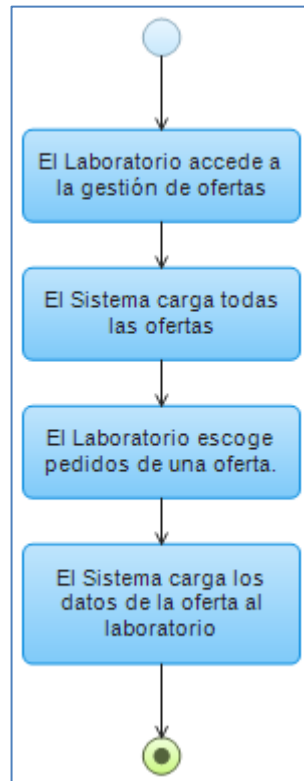 El Laboratorio accede a
la gestión de ofertas
El Sistema carga todas
las ofertas
El Laboratorio escoge
pedidos de una oferta.
El Sistema carga los
datos de la oferta al
laboratorio